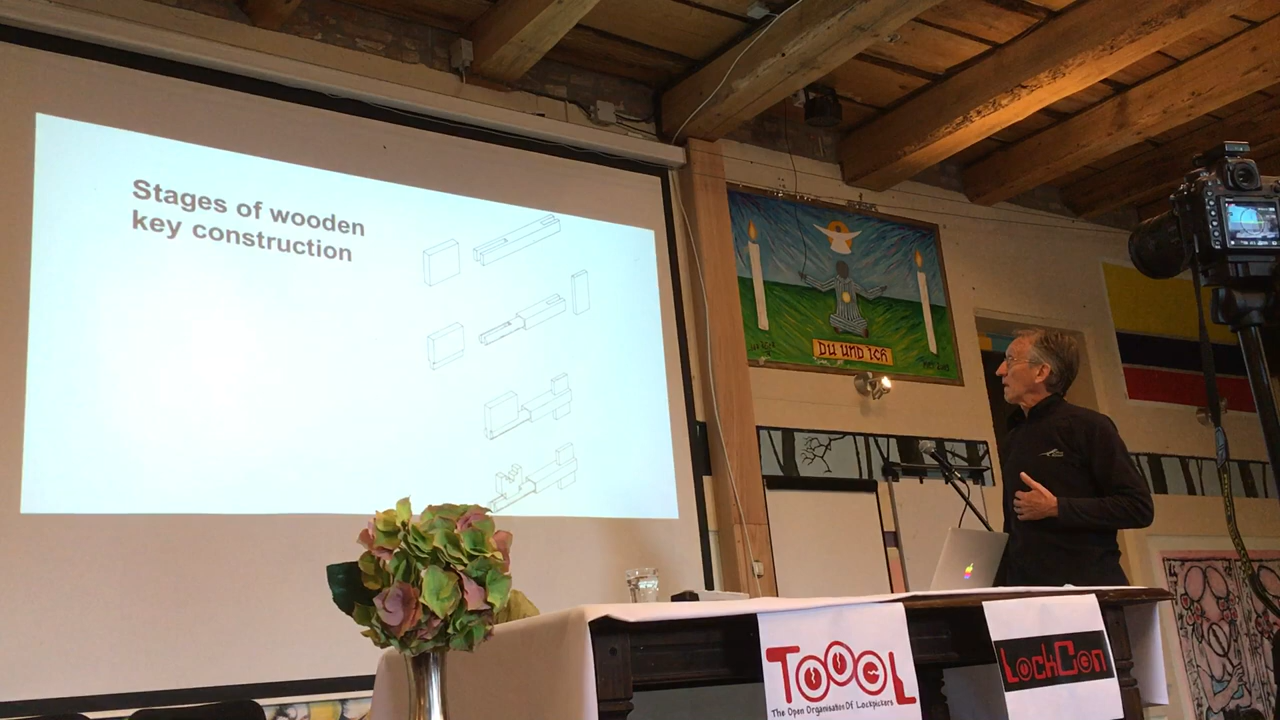 Stages of wooden
key construction
DU UND ICH
TOOOL
The Open Organisation Of Lockpickers
LockCon